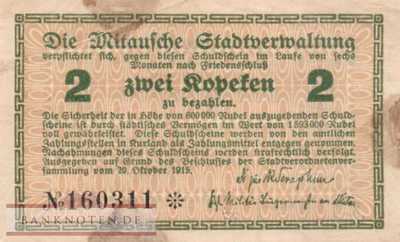 Die Mitausche Stadtverwaltung
verpflichtet sich, gegen diesen Schuldschein im Laufe von sechs
Monaten nach Friedensschluß
2 zwei Kopeken 2
zu bezahlen.
Die Sicherheit der in Höhe von 600 000 Rubel auszugebenden Schuld-
scheine ist durch städtisches Vermögen im Wert von 1 593 000 Rubel
voll gewährleistet. Diese Schuldscheine werden von den amtlichen
Zahlungsstellen in Kurland als Zahlung entgegen genommen.
Nachahmungen dieses Schuldscheines werden strafrechtlich verfolgt.
Ausgegeben auf Grund des Beschlusses der Stadtverordnetenver-
sammlung vom 29. Oktober 1915.
№160311 ✻
BANKNOTEN.DE